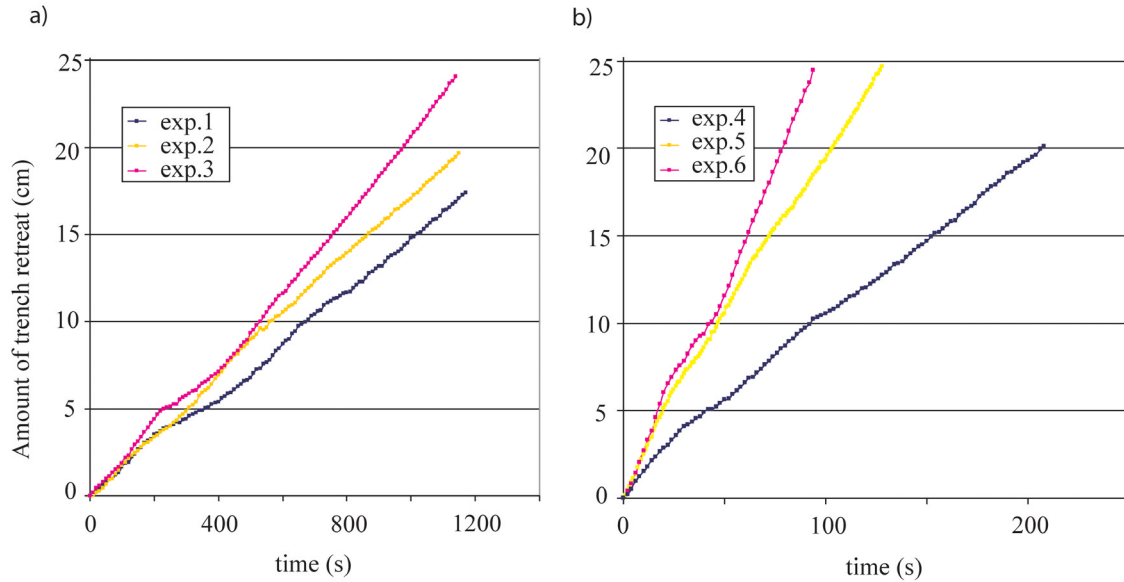 a)
25
20
15
10
5
0
Amount of trench retreat (cm)
exp.1
exp.2
exp.3
0
400
800
1200
time (s)
b)
25
20
15
10
5
0
exp.4
exp.5
exp.6
0
100
200
time (s)